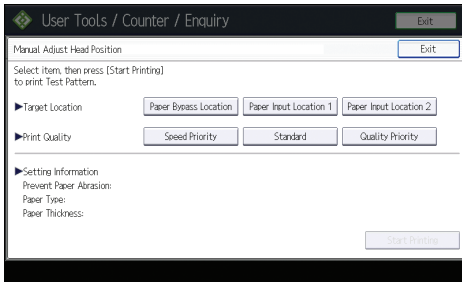 User Tools / Counter / Enquiry Exit
Manual Adjust Head Position Exit
Select item, then press [Start Printing]
to print Test Pattern.
▶Target Location Paper Bypass Location Paper Input Location 1 Paper Input Location 2
▶Print Quality Speed Priority Standard Quality Priority
▶Setting Information
Prevent Paper Abrasion:
Paper Type:
Paper Thickness:
Start Printing